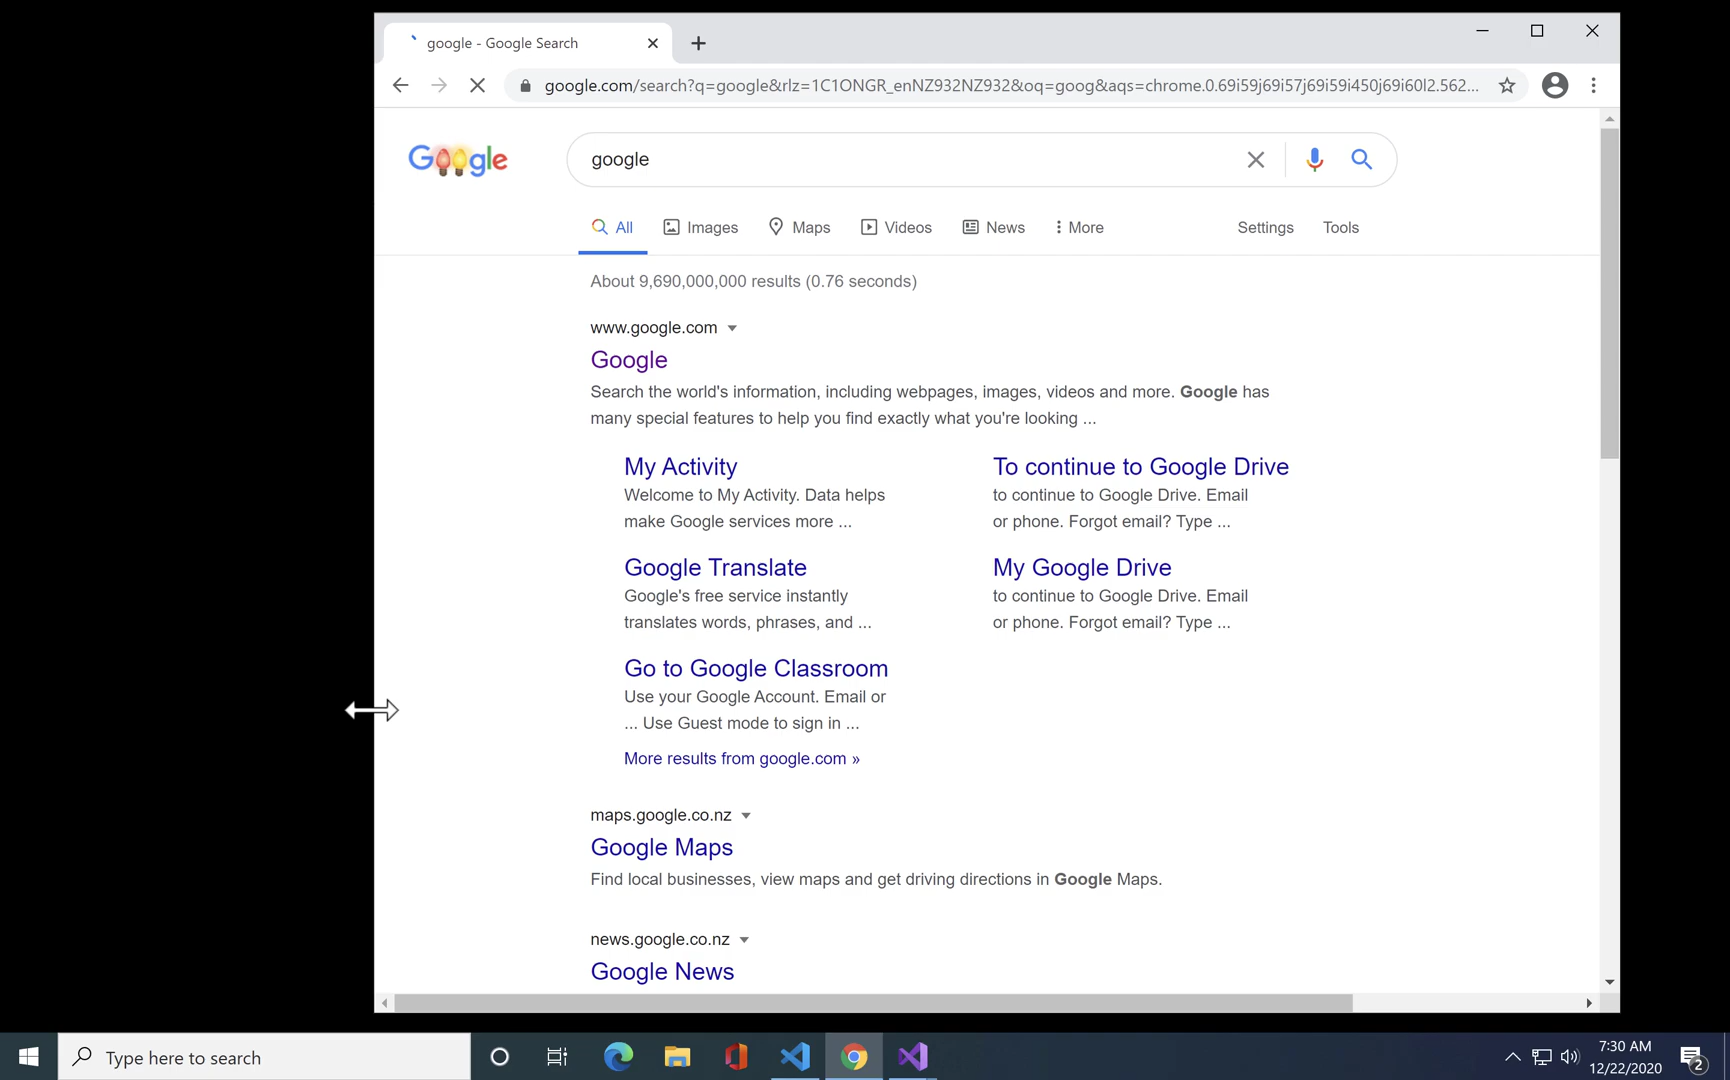 google - Google Search
google.com/search?q=google&rlz=1C1ONGR_enNZ932NZ932&oq=goog&aqs=chrome.0.69i59j69i57j69i59i450j69i60l2.562...
Google
google
All Images Maps Videos News More Settings Tools
About 9,690,000,000 results (0.76 seconds)
www.google.com
Google
Search the world's information, including webpages, images, videos and more. Google has
many special features to help you find exactly what you're looking ...
My Activity
Welcome to My Activity. Data helps
make Google services more ...
To continue to Google Drive
to continue to Google Drive. Email
or phone. Forgot email? Type ...
Google Translate
Google's free service instantly
translates words, phrases, and ...
My Google Drive
to continue to Google Drive. Email
or phone. Forgot email? Type ...
Go to Google Classroom
Use your Google Account. Email or
... Use Guest mode to sign in ...
More results from google.com »
maps.google.co.nz
Google Maps
Find local businesses, view maps and get driving directions in Google Maps.
news.google.co.nz
Google News
Type here to search
7:30 AM
12/22/2020
2